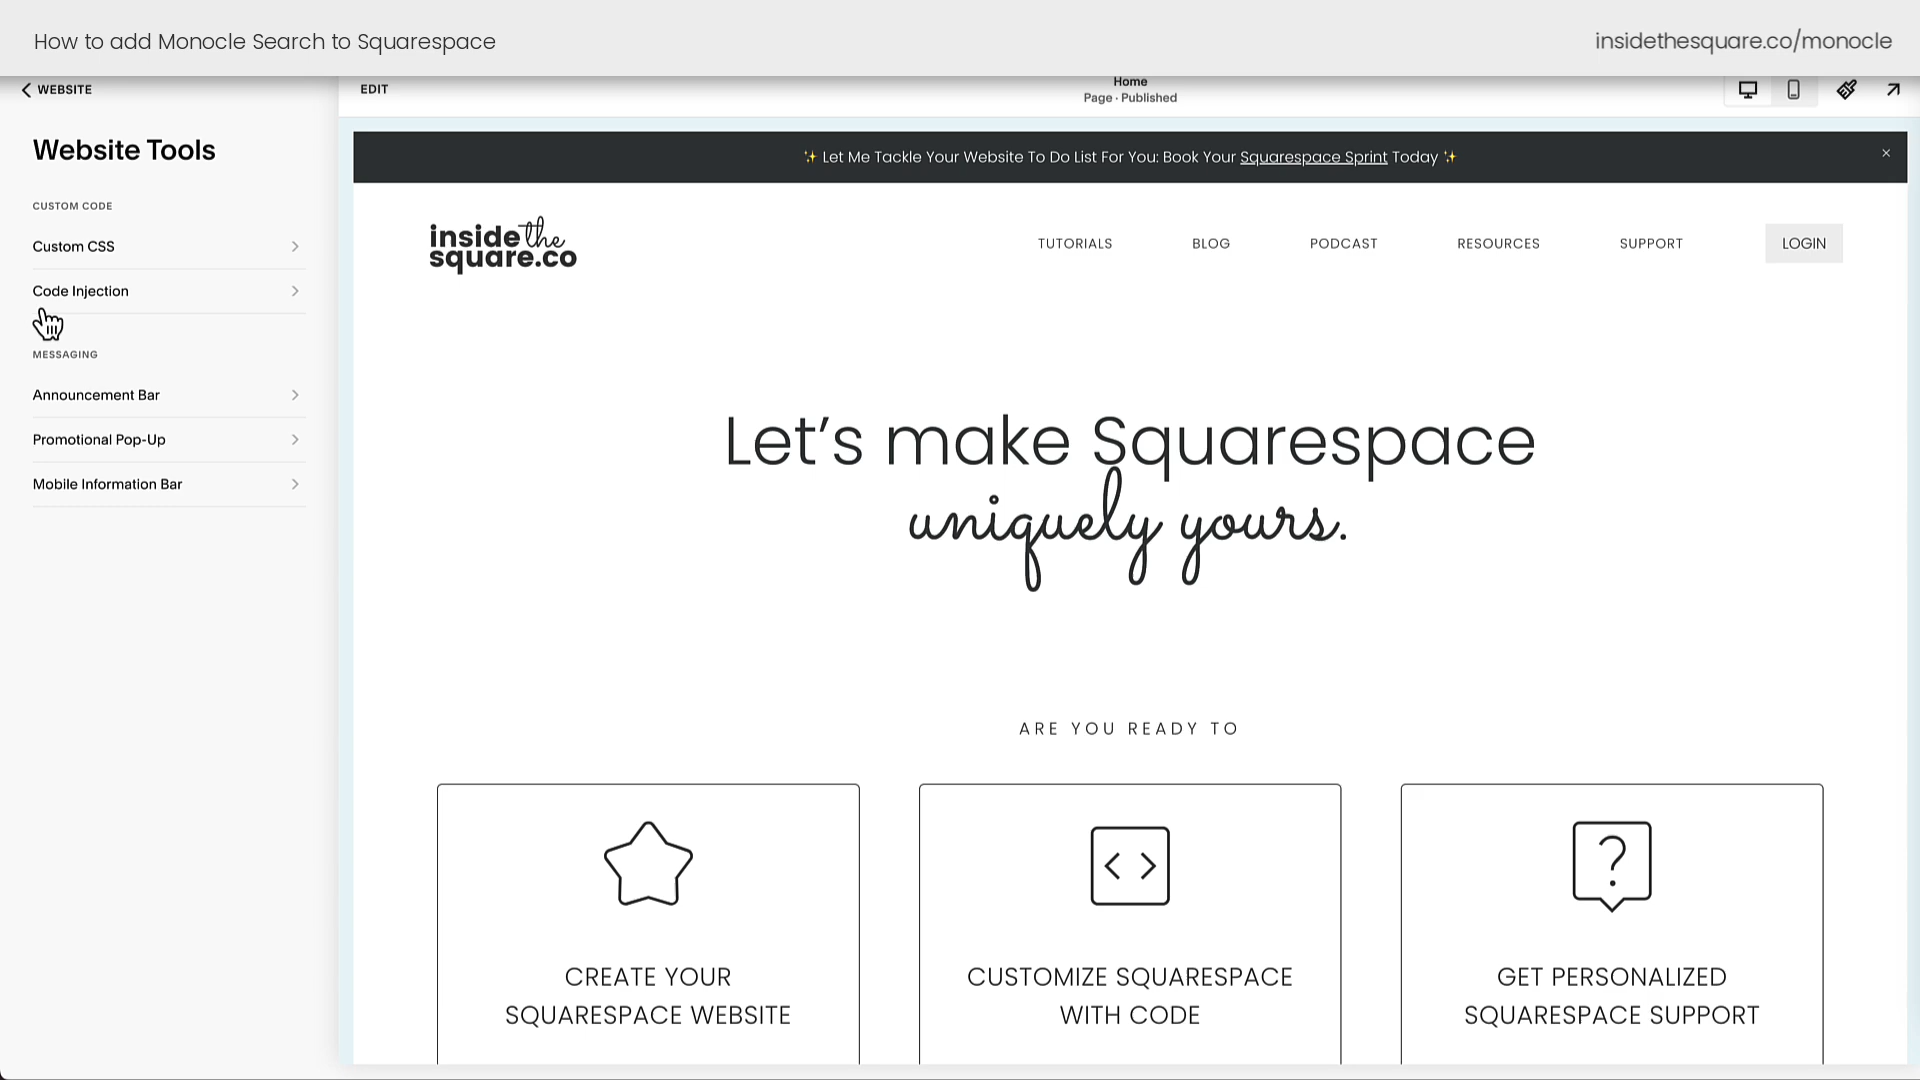 How to add Monocle Search to Squarespace
insidethesquare.co/monocle
WEBSITE
EDIT
Home
Page · Published
Website Tools
CUSTOM CODE
Custom CSS
Code Injection
MESSAGING
Announcement Bar
Promotional Pop-Up
Mobile Information Bar
✨ Let Me Tackle Your Website To Do List For You: Book Your Squarespace Sprint Today ✨
inside the
square.co
TUTORIALS
BLOG
PODCAST
RESOURCES
SUPPORT
LOGIN
Let’s make Squarespace
uniquely yours.
ARE YOU READY TO
CREATE YOUR
SQUARESPACE WEBSITE
CUSTOMIZE SQUARESPACE
WITH CODE
GET PERSONALIZED
SQUARESPACE SUPPORT